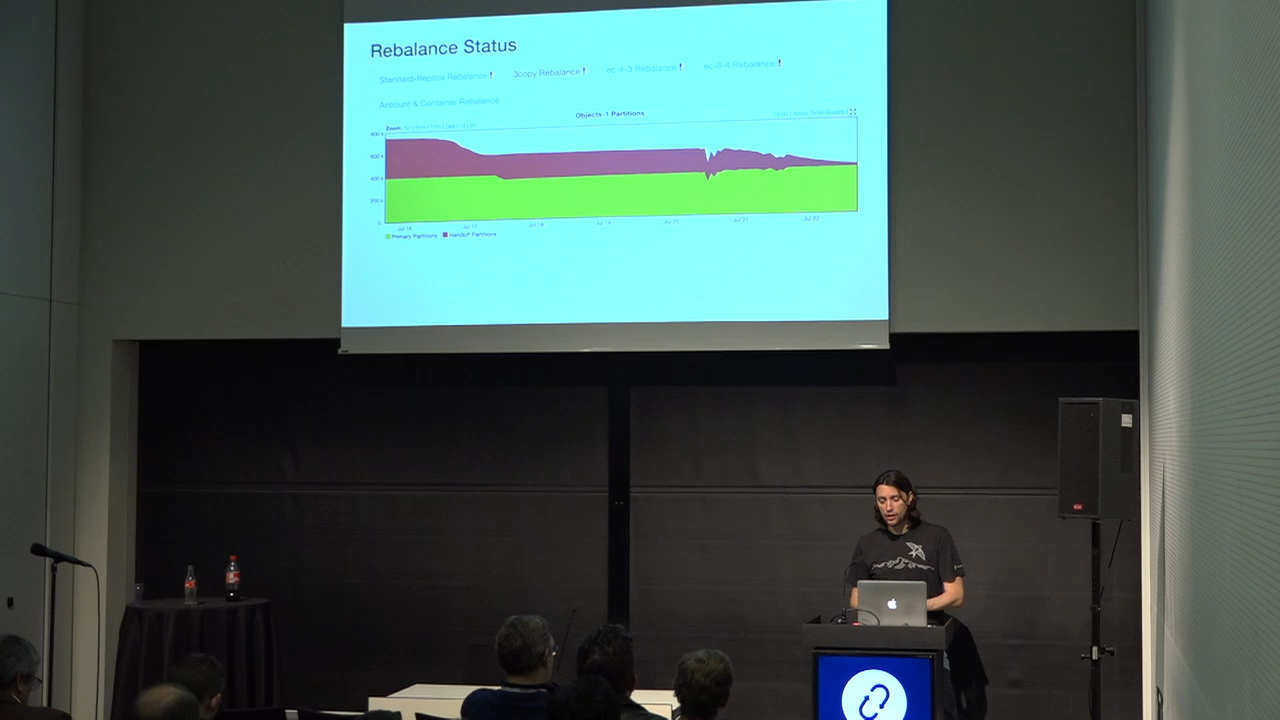 Rebalance Status
Standard-Replica Rebalance ! 3copy Rebalance ! ec-4-3 Rebalance ! ec-8-4 Rebalance !
Account & Container Rebalance
Objects-1 Partitions
Zoom:
800 k
600 k
400 k
200 k
0
Jul 16 Jul 17 Jul 18 Jul 19 Jul 20 Jul 21 Jul 22
Primary Partitions Handoff Partitions